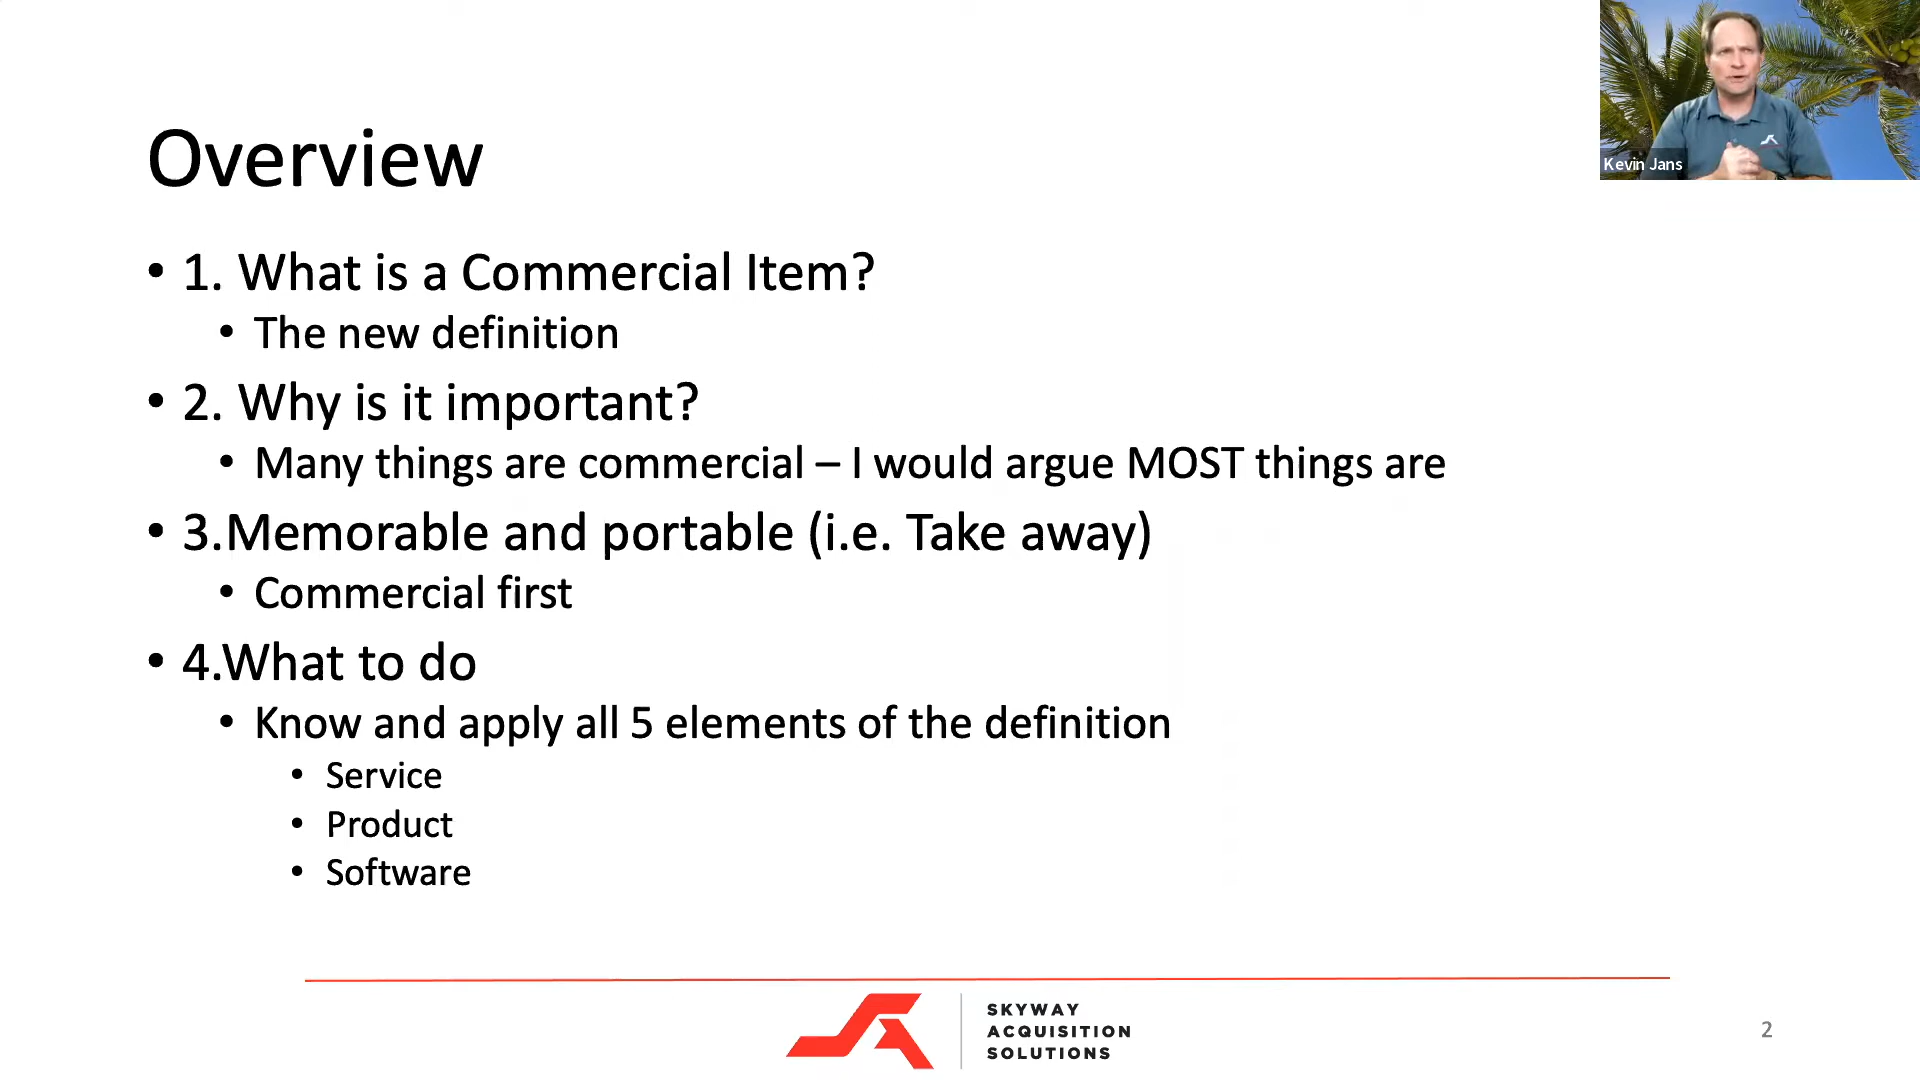 Overview
• 1. What is a Commercial Item?
• The new definition
• 2. Why is it important?
• Many things are commercial – I would argue MOST things are
• 3.Memorable and portable (i.e. Take away)
• Commercial first
• 4.What to do
• Know and apply all 5 elements of the definition
• Service
• Product
• Software
Kevin Jans
SKYWAY
ACQUISITION
SOLUTIONS
2